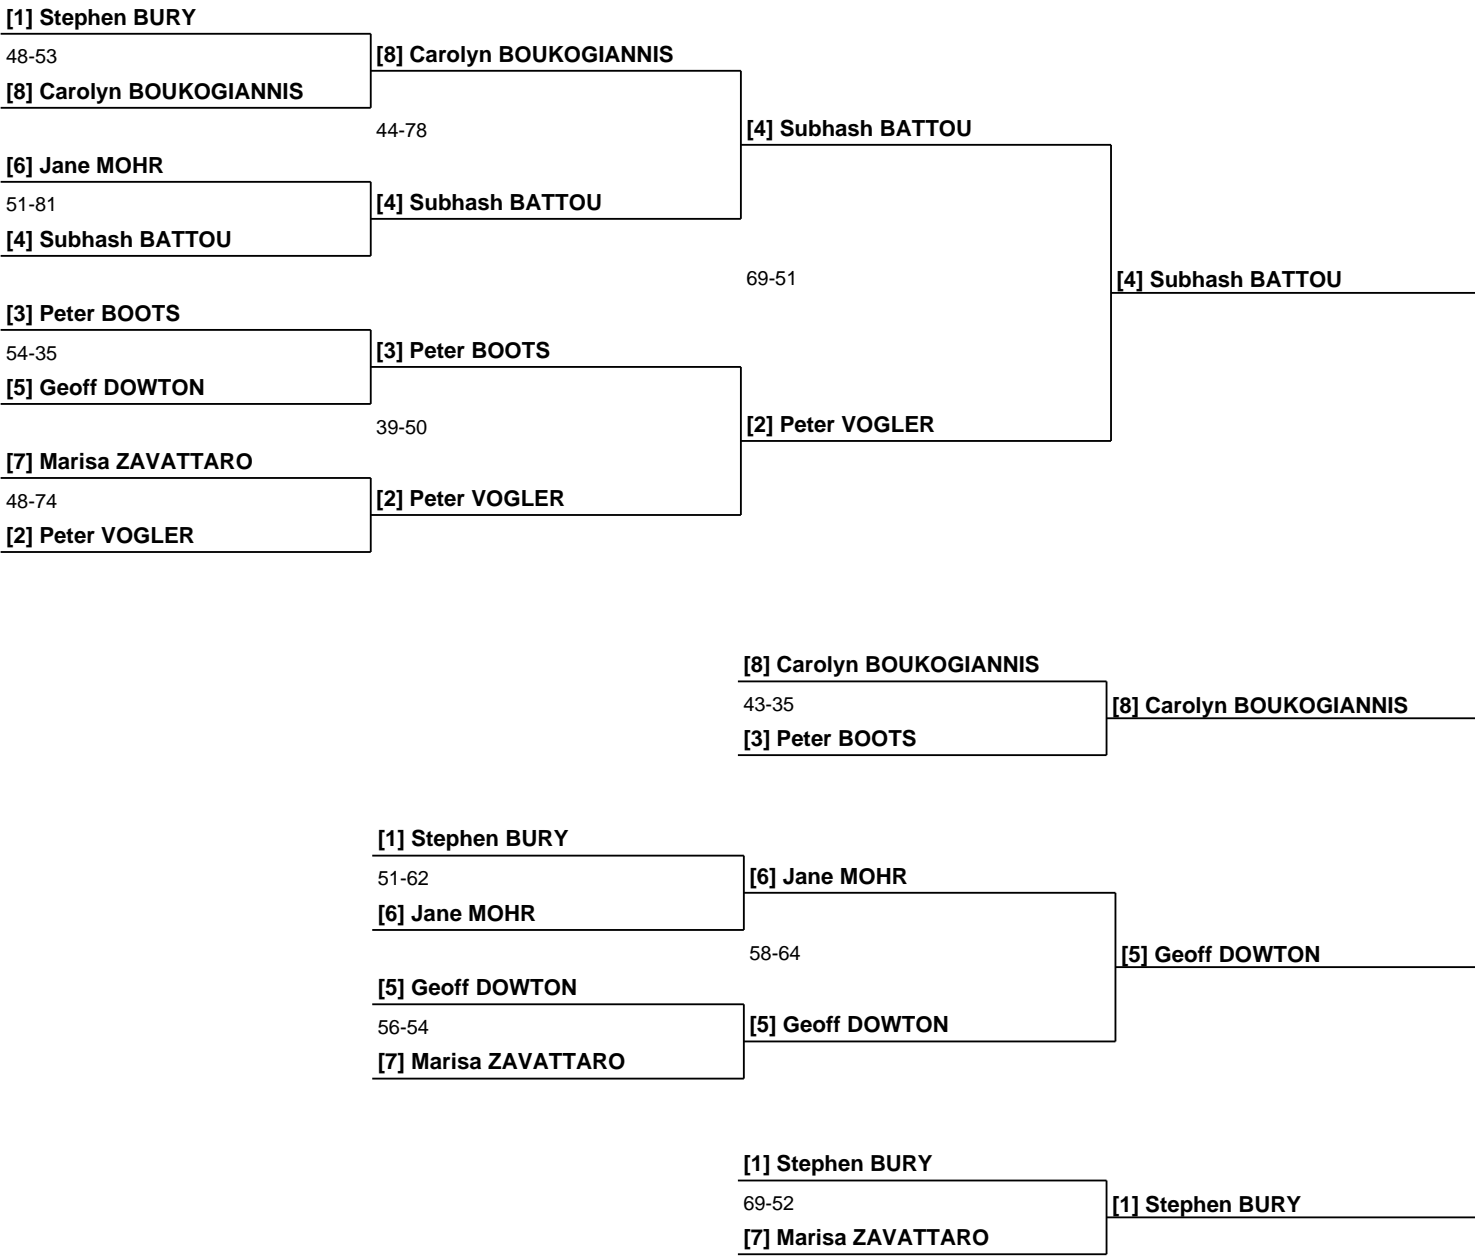 [1] Stephen BURY
48-53
[8] Carolyn BOUKOGIANNIS
[8] Carolyn BOUKOGIANNIS
44-78
[4] Subhash BATTOU
[6] Jane MOHR
51-81
[4] Subhash BATTOU
[4] Subhash BATTOU
69-51
[4] Subhash BATTOU
[3] Peter BOOTS
54-35
[3] Peter BOOTS
[5] Geoff DOWTON
39-50
[2] Peter VOGLER
[7] Marisa ZAVATTARO
48-74
[2] Peter VOGLER
[2] Peter VOGLER
[8] Carolyn BOUKOGIANNIS
43-35
[8] Carolyn BOUKOGIANNIS
[3] Peter BOOTS
[1] Stephen BURY
51-62
[6] Jane MOHR
[6] Jane MOHR
58-64
[5] Geoff DOWTON
[5] Geoff DOWTON
56-54
[5] Geoff DOWTON
[7] Marisa ZAVATTARO
[1] Stephen BURY
69-52
[1] Stephen BURY
[7] Marisa ZAVATTARO